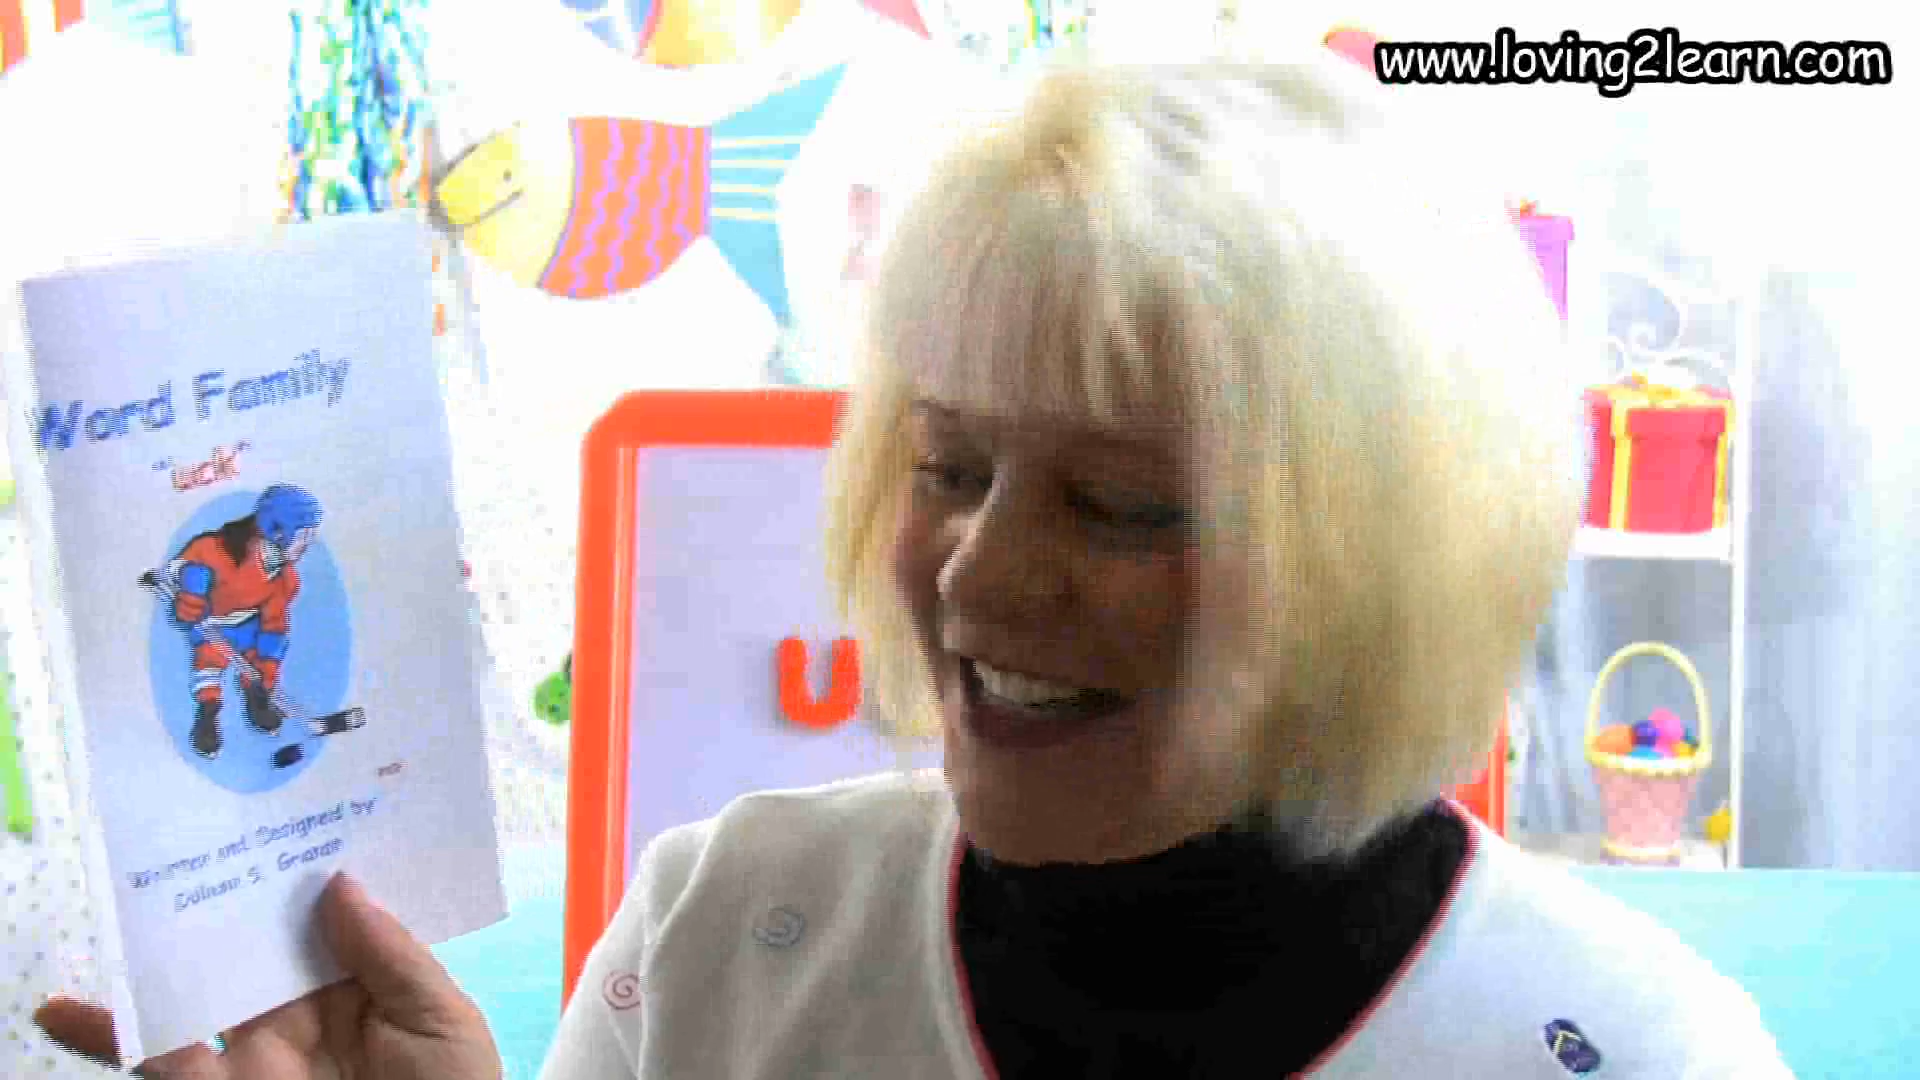 www.loving2learn.com
Word Family
"uck"
Written and Designed by
S.
U